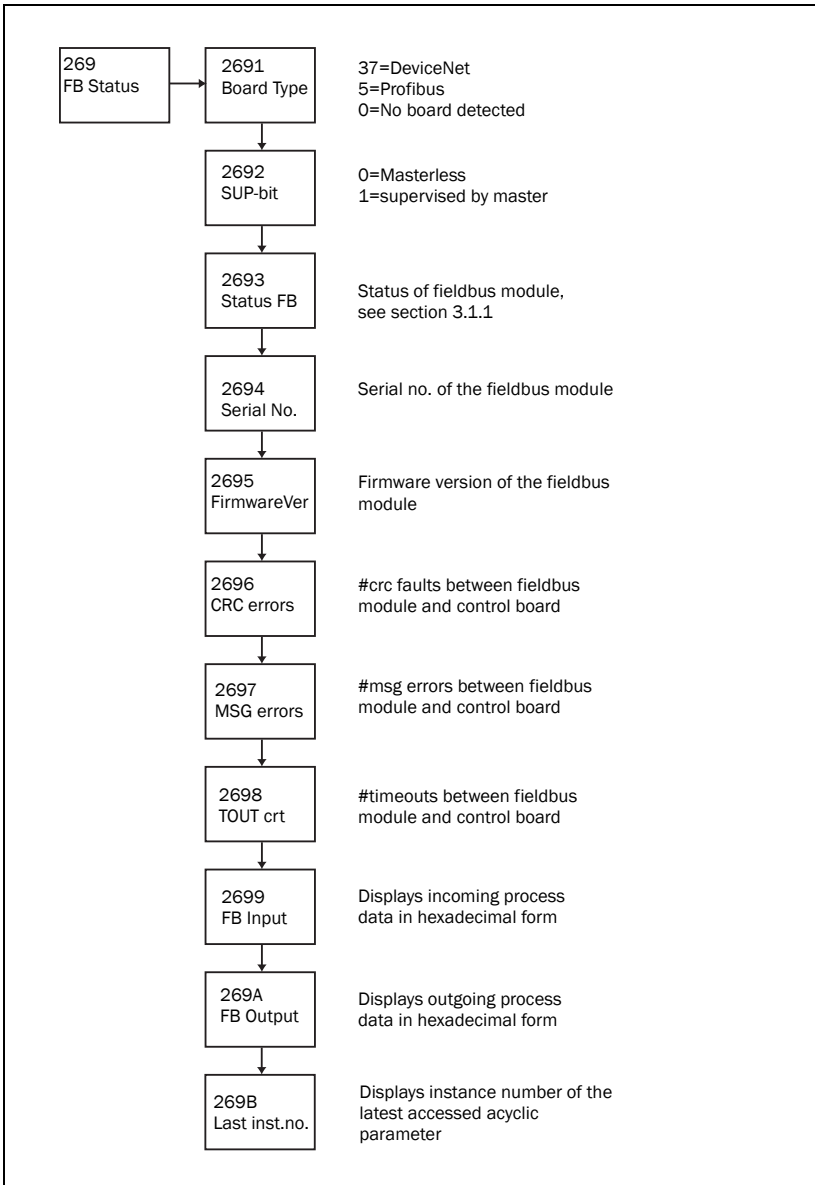 269
FB Status
2691
Board Type
37=DeviceNet
5=Profibus
0=No board detected
2692
SUP-bit
0=Masterless
1=supervised by master
2693
Status FB
Status of fieldbus module,
see section 3.1.1
2694
Serial No.
Serial no. of the fieldbus module
2695
FirmwareVer
Firmware version of the fieldbus
module
2696
CRC errors
#crc faults between fieldbus
module and control board
2697
MSG errors
#msg errors between fieldbus
module and control board
2698
TOUT crt
#timeouts between fieldbus
module and control board
2699
FB Input
Displays incoming process
data in hexadecimal form
269A
FB Output
Displays outgoing process
data in hexadecimal form
269B
Last inst.no.
Displays instance number of the
latest accessed acyclic
parameter